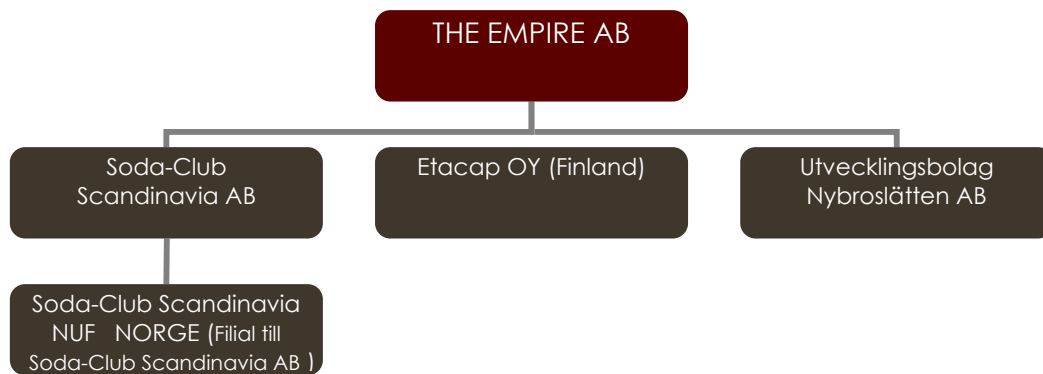 THE EMPIRE AB
Soda-Club
Scandinavia AB
Etacap OY (Finland)
Utvecklingsbolag
Nybroslätten AB
Soda-Club Scandinavia
NUF NORGE (Filial till
Soda-Club Scandinavia AB )